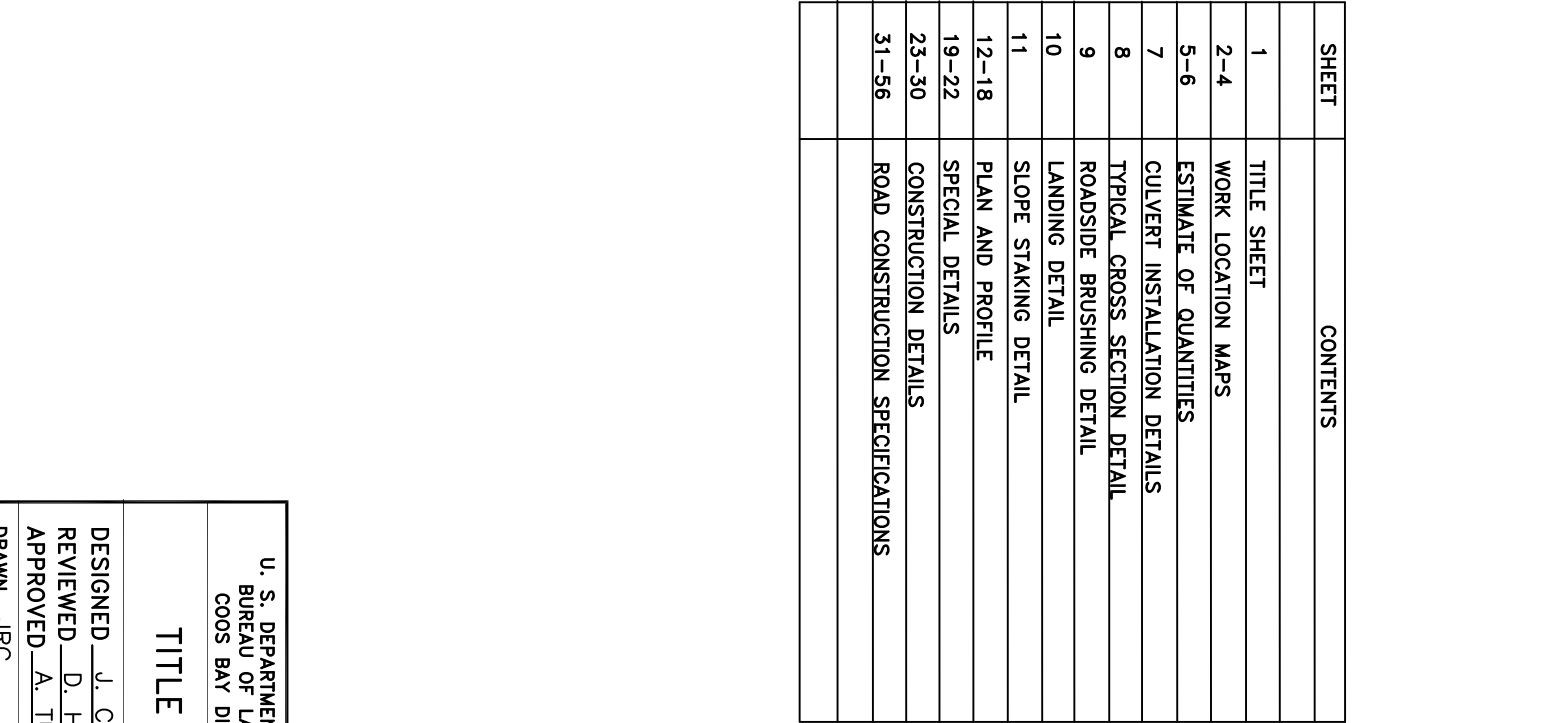 SHEET CONTENTS
1 TITLE SHEET
2-4 WORK LOCATION MAPS
5-6 ESTIMATE OF QUANTITIES
7 CULVERT INSTALLATION DETAILS
8 TYPICAL CROSS SECTION DETAIL
9 ROADSIDE BRUSHING DETAIL
10 LANDING DETAIL
11 SLOPE STAKING DETAIL
12-18 PLAN AND PROFILE
19-22 SPECIAL DETAILS
23-30 CONSTRUCTION DETAILS
31-56 ROAD CONSTRUCTION SPECIFICATIONS
U. S.
BUREAU OF
COOS BAY
TITLE
DESIGNED J.
REVIEWED D.
APPROVED A.
DRAWN JRC